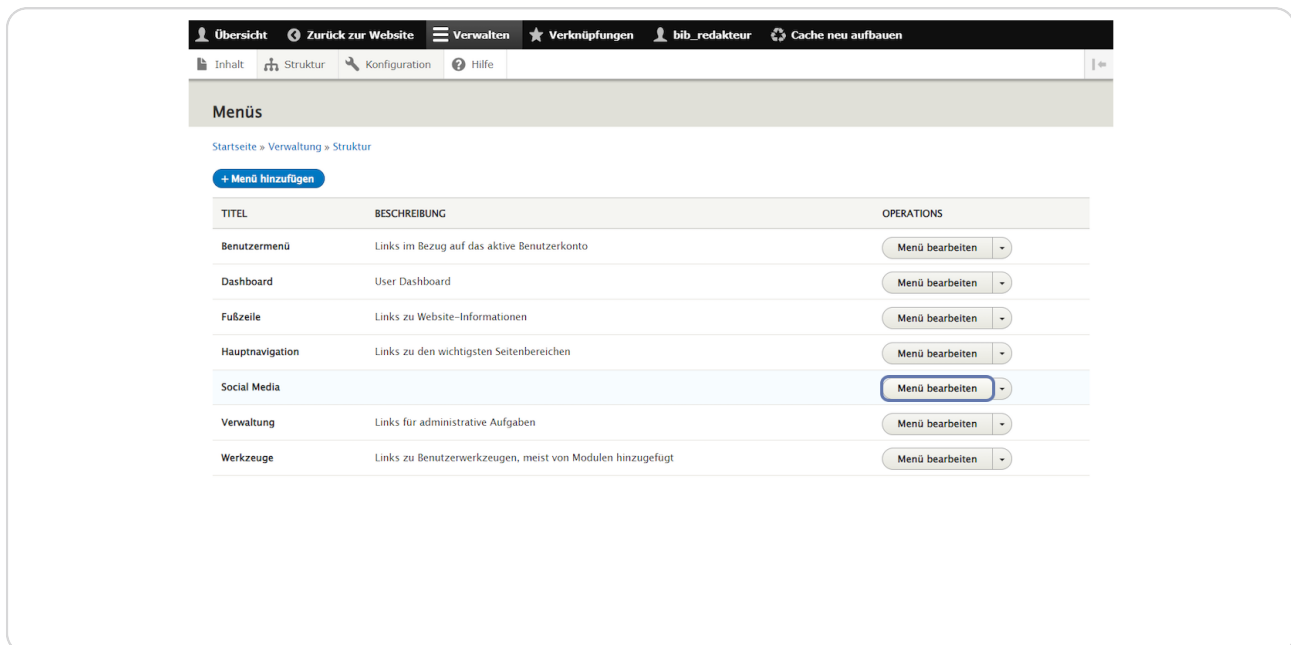 Übersicht Zurück zur Website Verwalten Verknüpfungen bib_redakteur Cache neu aufbauen
Inhalt Struktur Konfiguration Hilfe
Menüs
Startseite » Verwaltung » Struktur
+ Menü hinzufügen
TITEL BESCHREIBUNG OPERATIONS
Benutzermenü Links im Bezug auf das aktive Benutzerkonto Menü bearbeiten
Dashboard User Dashboard Menü bearbeiten
Fußzeile Links zu Website-Informationen Menü bearbeiten
Hauptnavigation Links zu den wichtigsten Seitenbereichen Menü bearbeiten
Social Media Menü bearbeiten
Verwaltung Links für administrative Aufgaben Menü bearbeiten
Werkzeuge Links zu Benutzerwerkzeugen, meist von Modulen hinzugefügt Menü bearbeiten